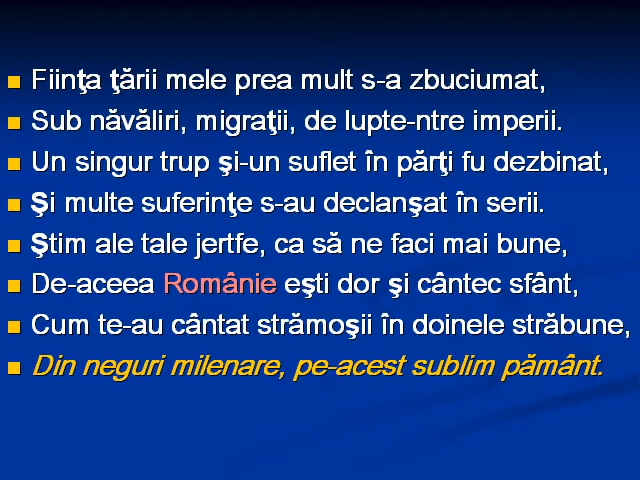 Fiinţa ţării mele prea mult s-a zbuciumat,
Sub năvăliri, migraţii, de lupte-ntre imperii.
Un singur trup şi-un suflet în părţi fu dezbinat,
Şi multe suferinţe s-au declanşat în serii.
Ştim ale tale jertfe, ca să ne faci mai bune,
De-aceea Românie eşti dor şi cântec sfânt,
Cum te-au cântat strămoşii în doinele străbune,
Din neguri milenare, pe-acest sublim pământ.